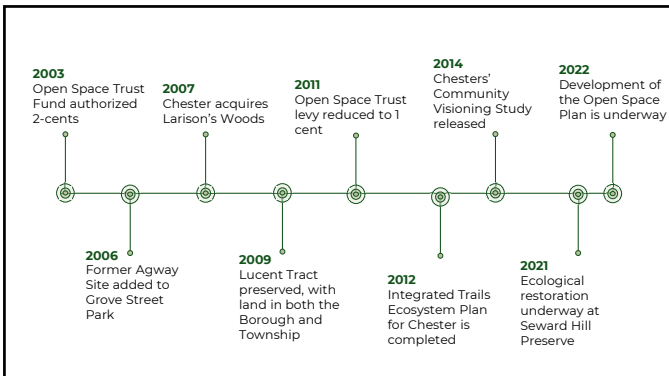 2003
Open Space Trust
Fund authorized
2-cents
2006
Former Agway
Site added to
Grove Street
Park
2007
Chester acquires
Larison's Woods
2009
Lucent Tract
preserved, with
land in both the
Borough and
Township
2011
Open Space Trust
levy reduced to 1
cent
2012
Integrated Trails
Ecosystem Plan
for Chester is
completed
2014
Chesters'
Community
Visioning Study
released
2021
Ecological
restoration
underway at
Seward Hill
Preserve
2022
Development of
the Open Space
Plan is underway